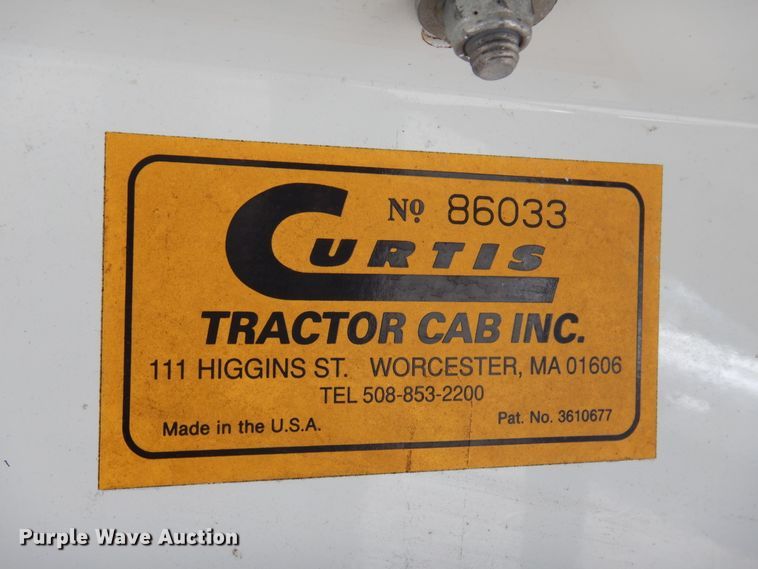 Nº 86033
CURTIS
TRACTOR CAB INC.
111 HIGGINS ST. WORCESTER, MA 01606
TEL 508-853-2200
Made in the U.S.A. Pat. No. 3610677
Purple Wave Auction